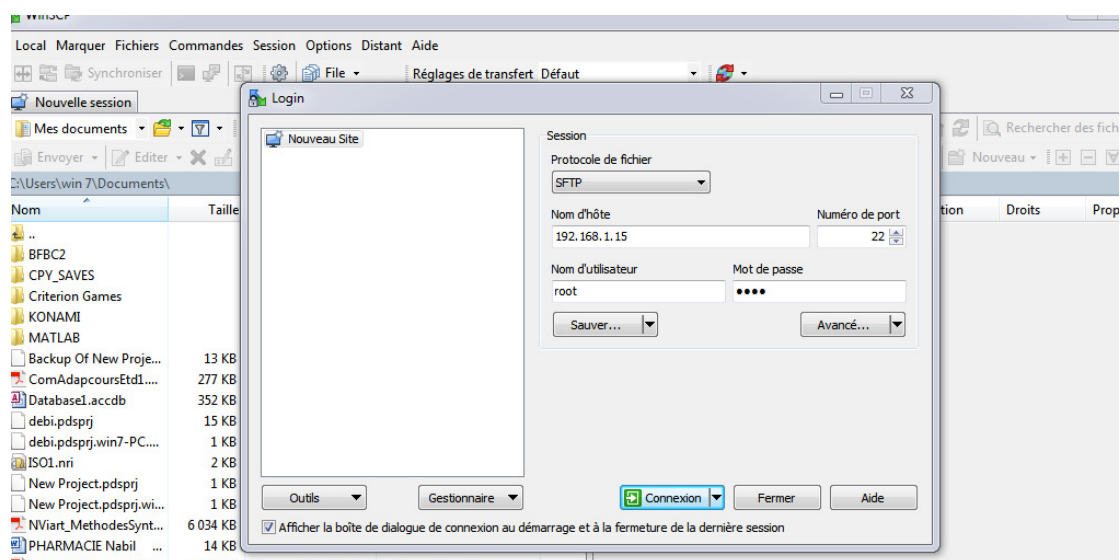 WinSCP
Local Marquer Fichiers Commandes Session Options Distant Aide
Synchroniser File Réglages de transfert Défaut
Nouvelle session
Login
Mes documents
Rechercher des fich
Envoyer Editer
Nouveau
C:\Users\win 7\Documents\
Nom Taille
tion Droits Prop
..
BFBC2
CPY_SAVES
Criterion Games
KONAMI
MATLAB
Backup Of New Proje... 13 KB
ComAdapcoursEtd1.... 277 KB
Database1.accdb 352 KB
debi.pdsprj 15 KB
debi.pdsprj.win7-PC.... 1 KB
ISO1.nri 2 KB
New Project.pdsprj 1 KB
New Project.pdsprj.wi... 1 KB
NViart_MethodesSynt... 6 034 KB
PHARMACIE Nabil ... 14 KB
Nouveau Site
Session
Protocole de fichier
SFTP
Nom d'hôte Numéro de port
192.168.1.15 22
Nom d'utilisateur Mot de passe
root ••••
Sauver... Avancé...
Outils Gestionnaire Connexion Fermer Aide
Afficher la boîte de dialogue de connexion au démarrage et à la fermeture de la dernière session